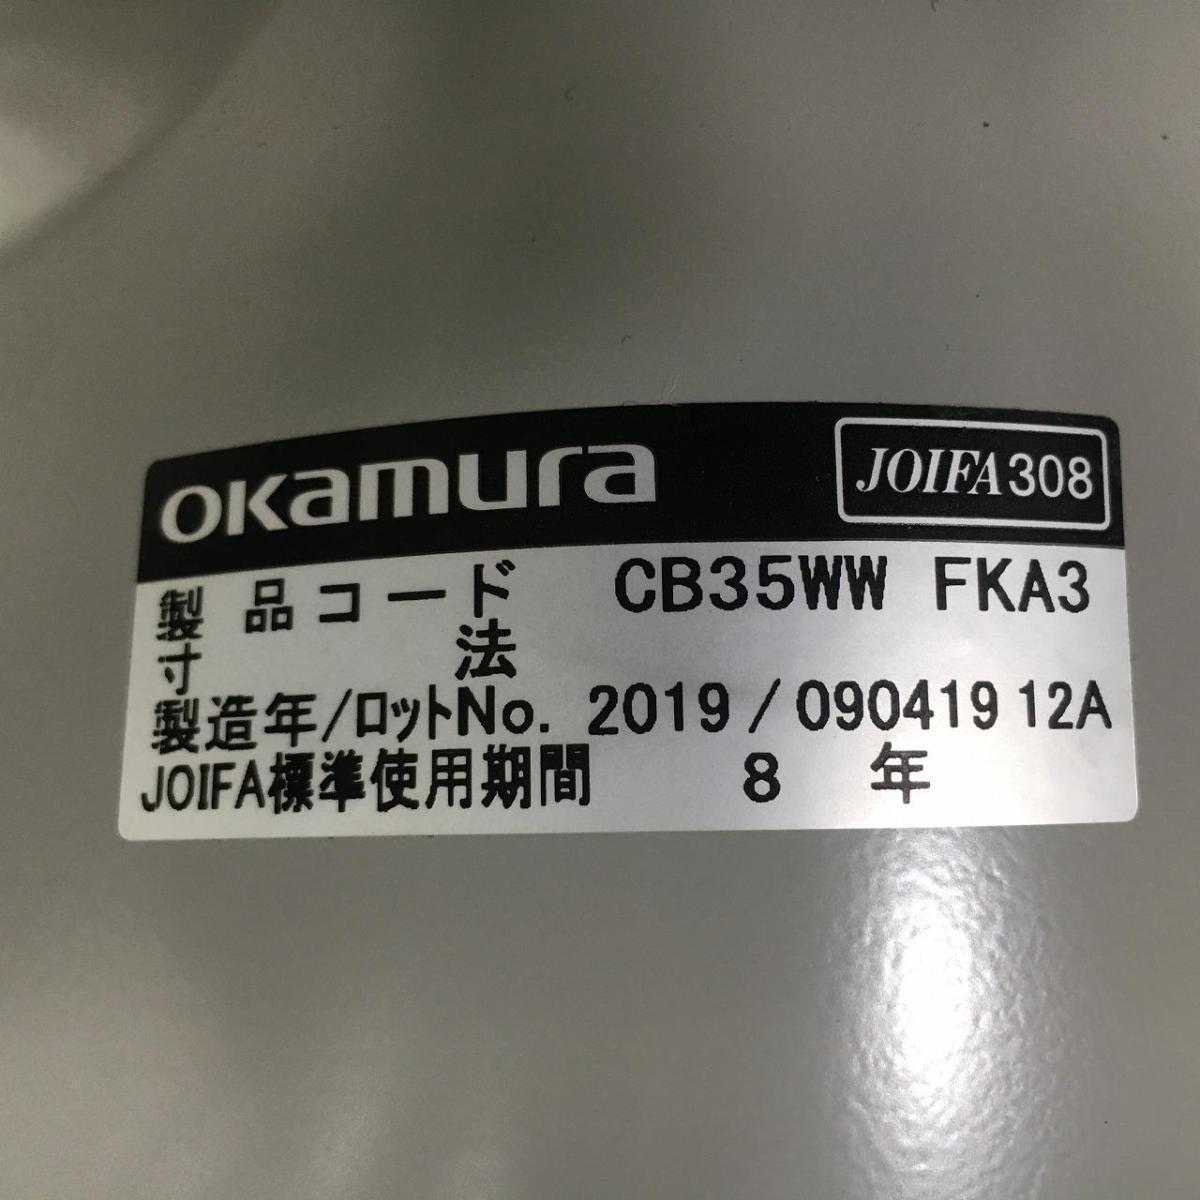 okamura JOIFA308
製品コード CB35WW FKA3
寸法
製造年/ロットNo. 2019 / 090419 12A
JOIFA標準使用期間 8 年